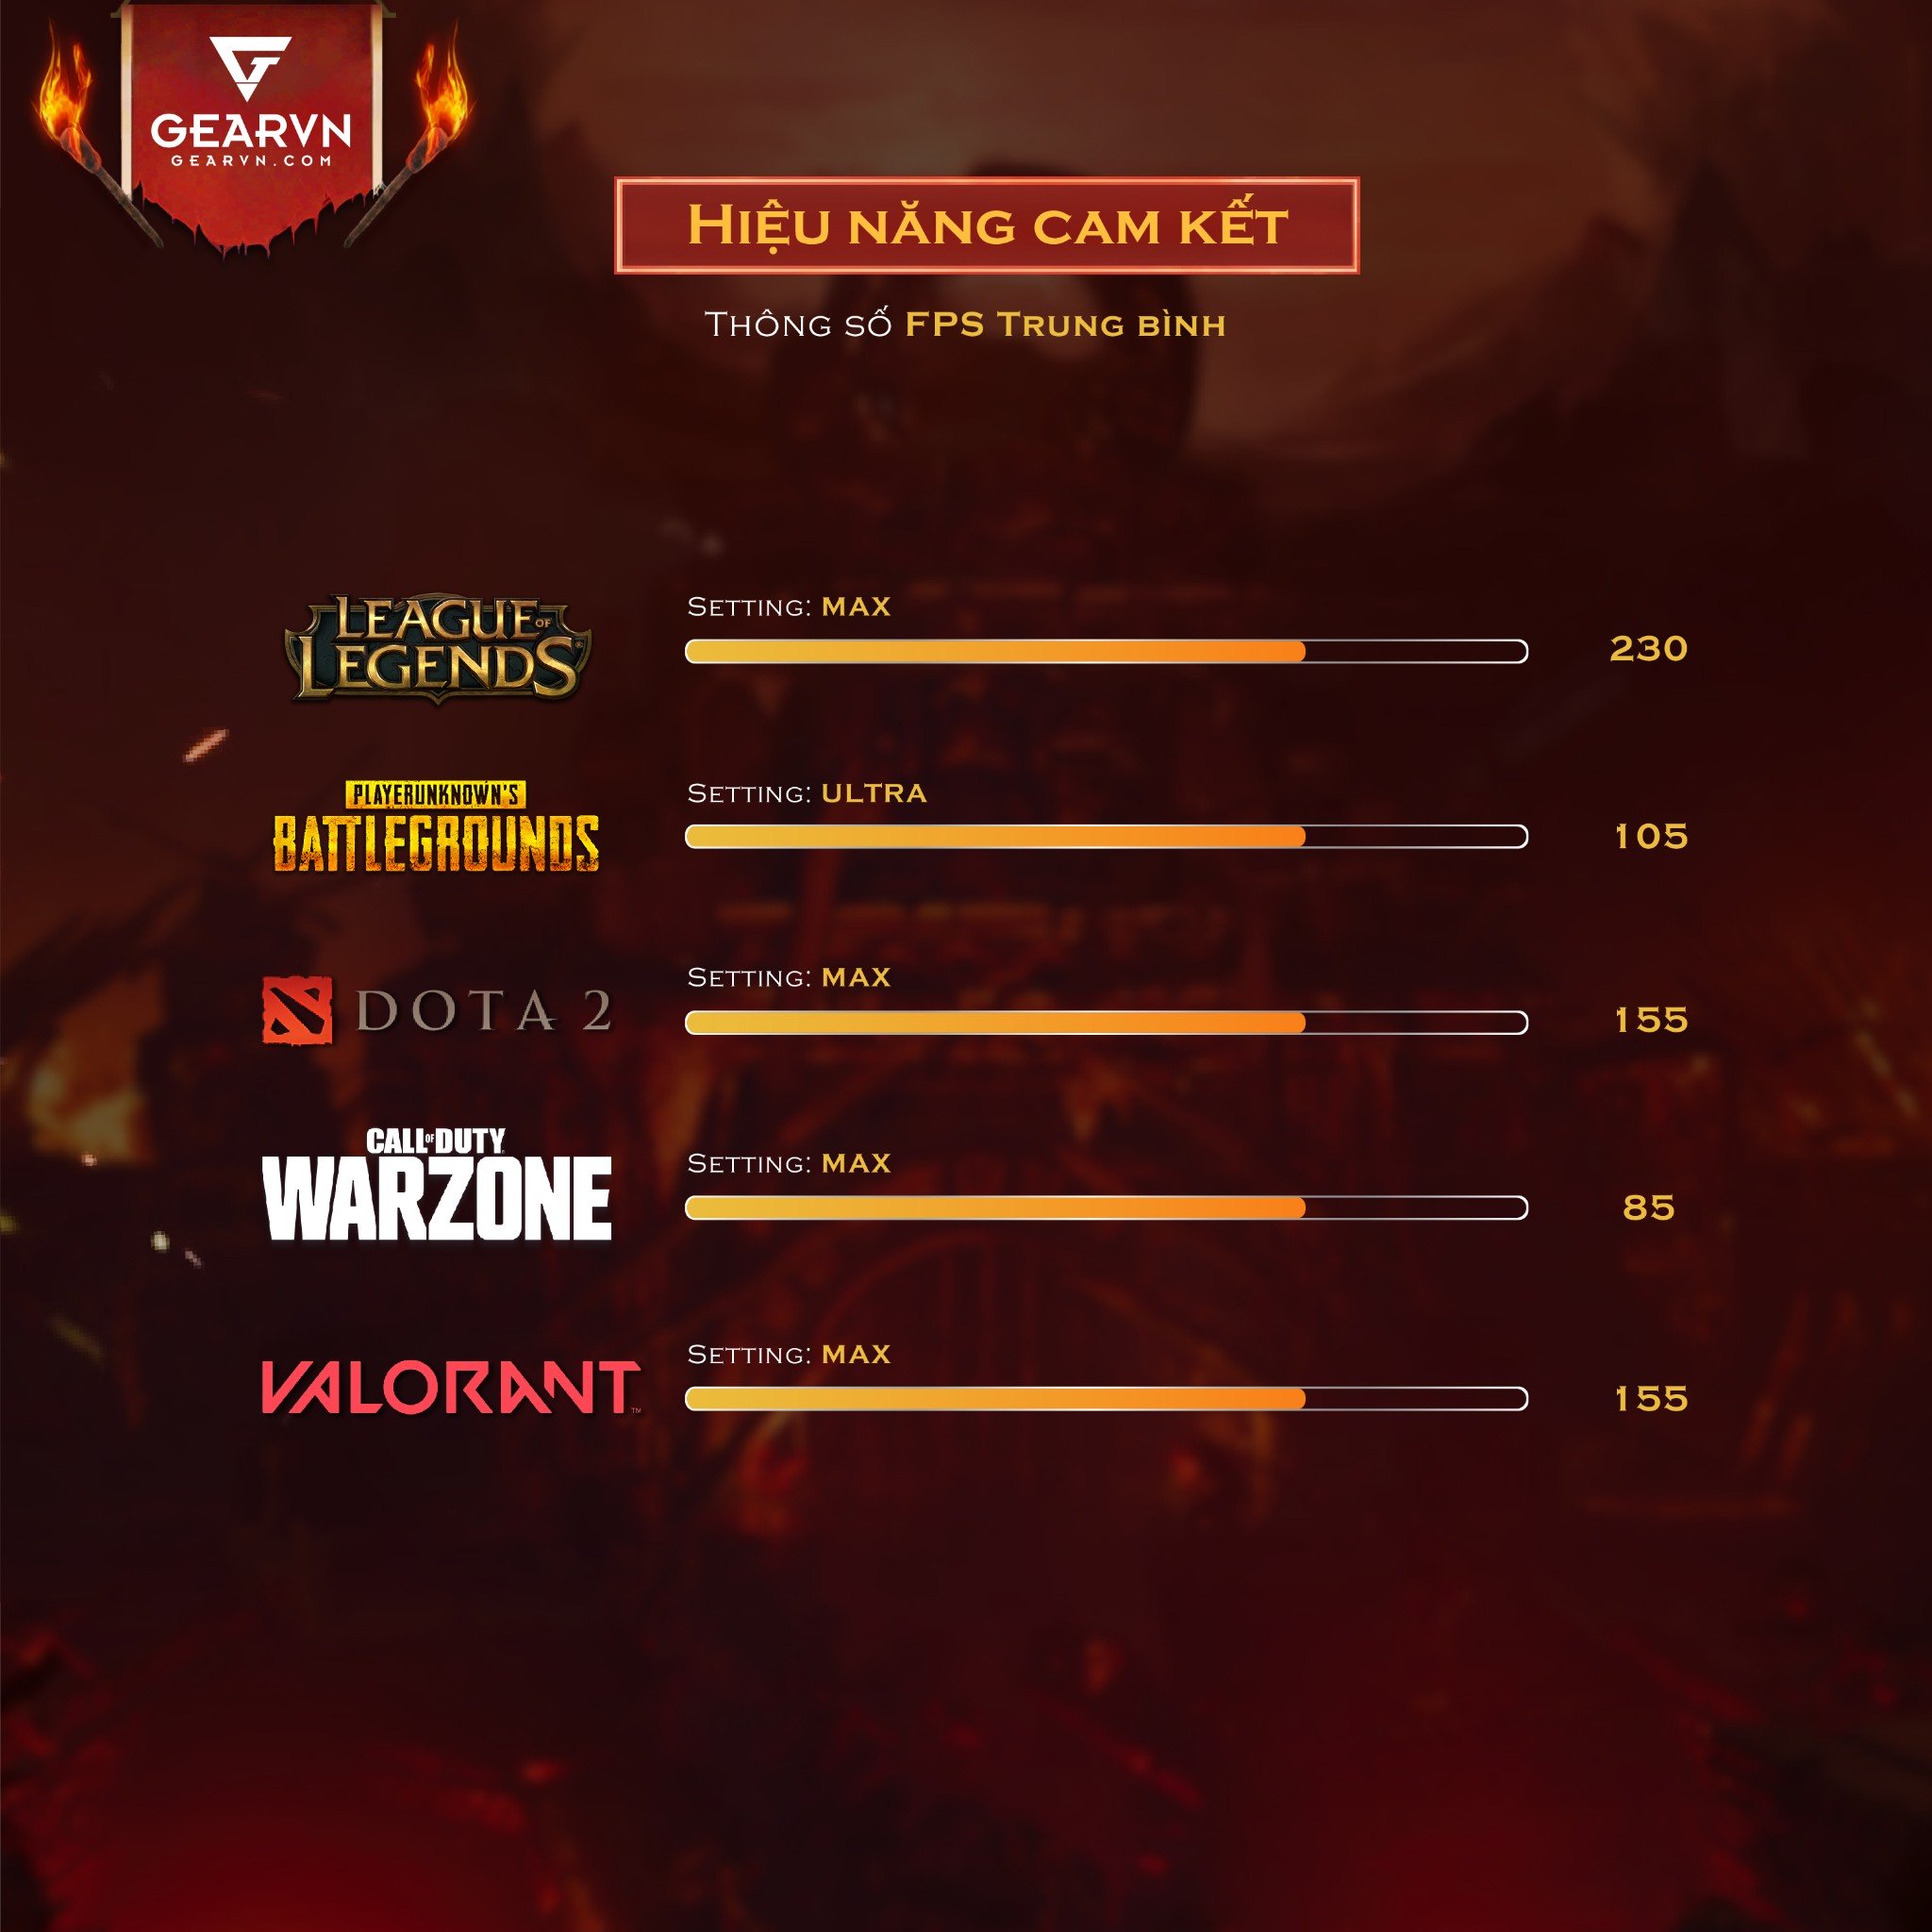 GEARVN
GEARVN.COM
HIỆU NĂNG CAM KẾT
THÔNG SỐ FPS TRUNG BÌNH
LEAGUE OF
LEGENDS®
SETTING: MAX
230
PLAYERUNKNOWN'S
BATTLEGROUNDS
SETTING: ULTRA
105
DOTA 2
SETTING: MAX
155
CALL OF DUTY
WARZONE
SETTING: MAX
85
VALORANT™
SETTING: MAX
155